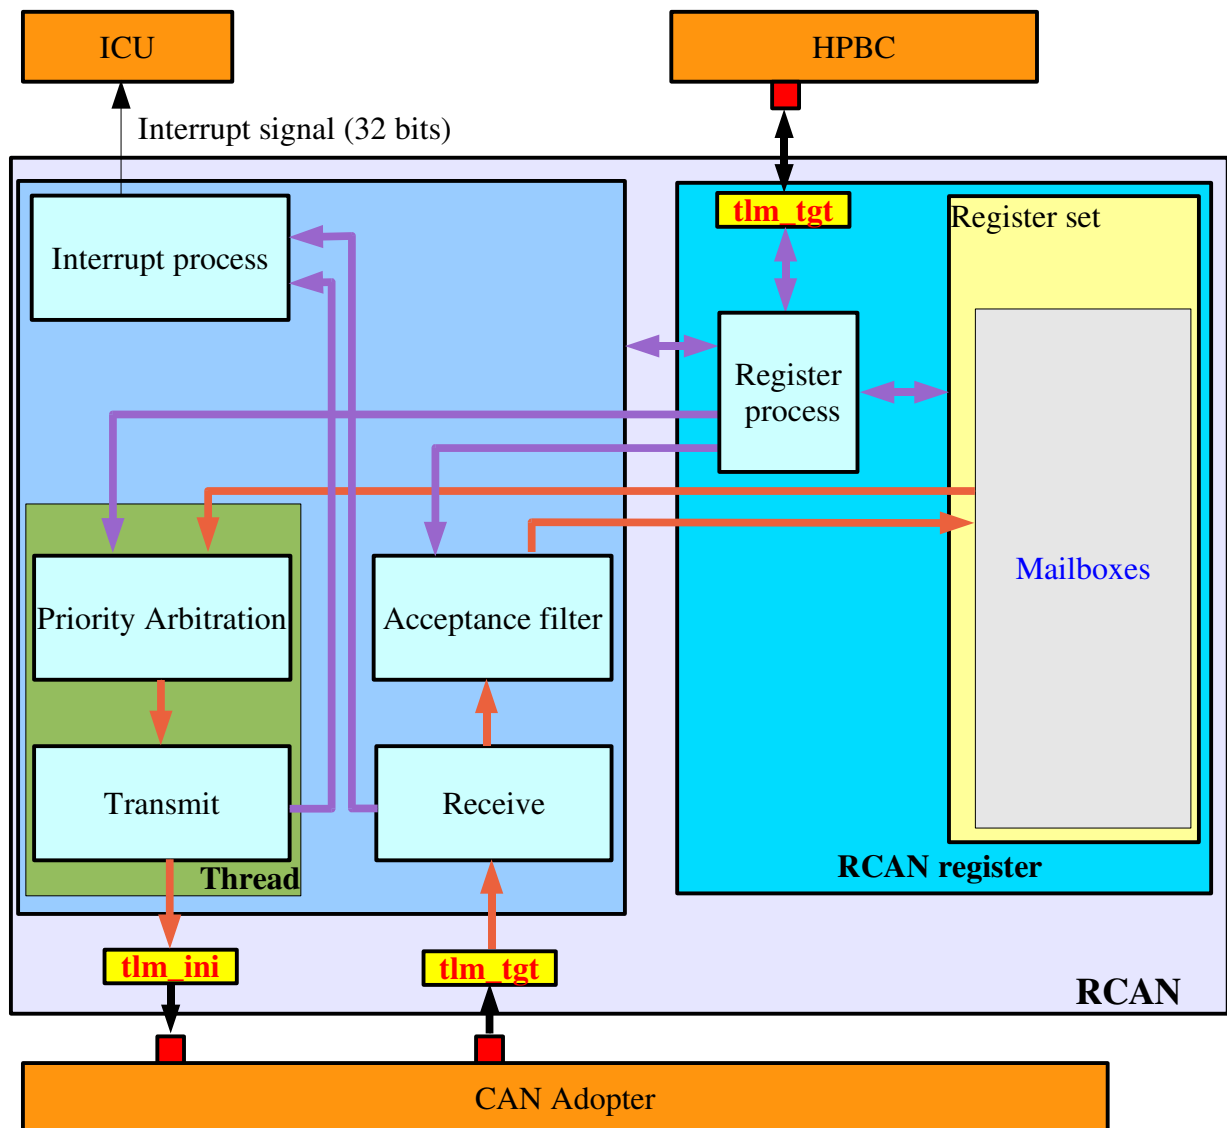 ICU
HPBC
Interrupt signal (32 bits)
tlm_tgt
Register set
Interrupt process
Register
process
Mailboxes
Priority Arbitration
Acceptance filter
Transmit
Receive
Thread
RCAN register
tlm_ini
tlm_tgt
RCAN
CAN Adopter